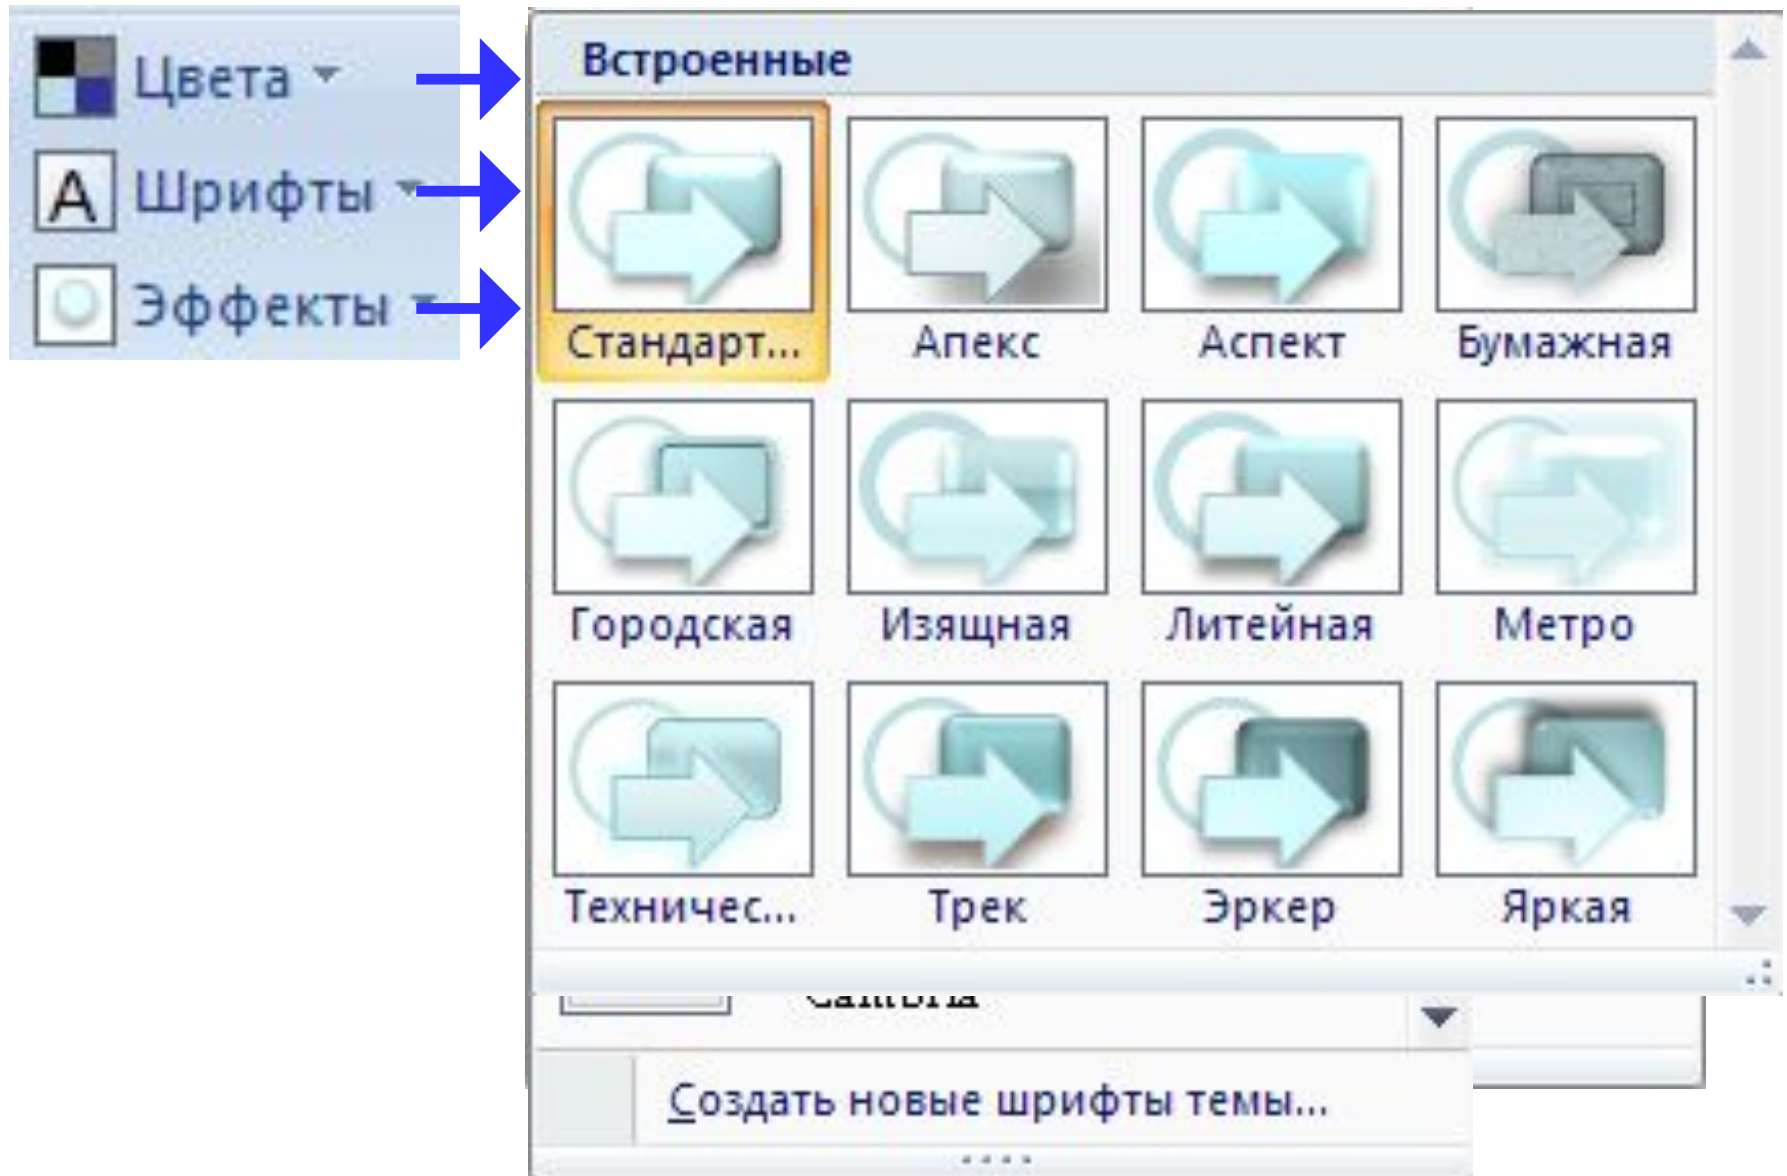 Цвета
A Шрифты
Эффекты
Встроенные
Стандарт... Апекс Аспект Бумажная
Городская Изящная Литейная Метро
Техничес... Трек Эркер Яркая
Cambria
Создать новые шрифты темы...